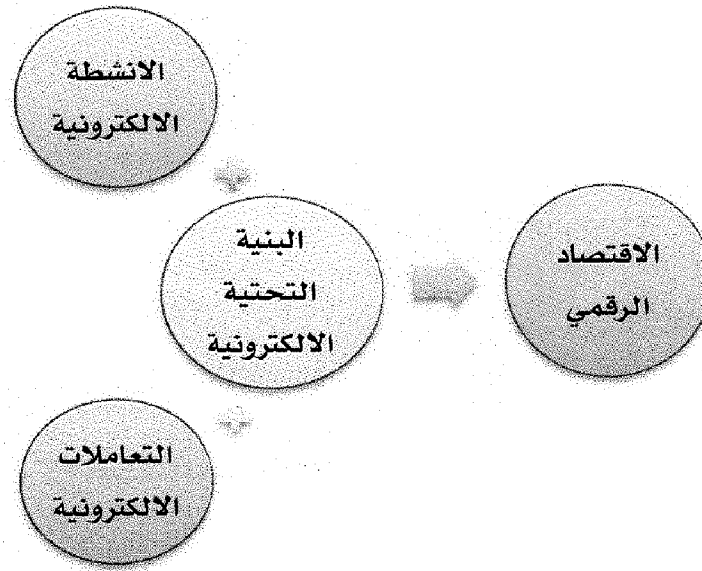 الانشطة
الالكترونية
البنية
التحتية
الالكترونية
الاقتصاد
الرقمي
التعاملات
الالكترونية